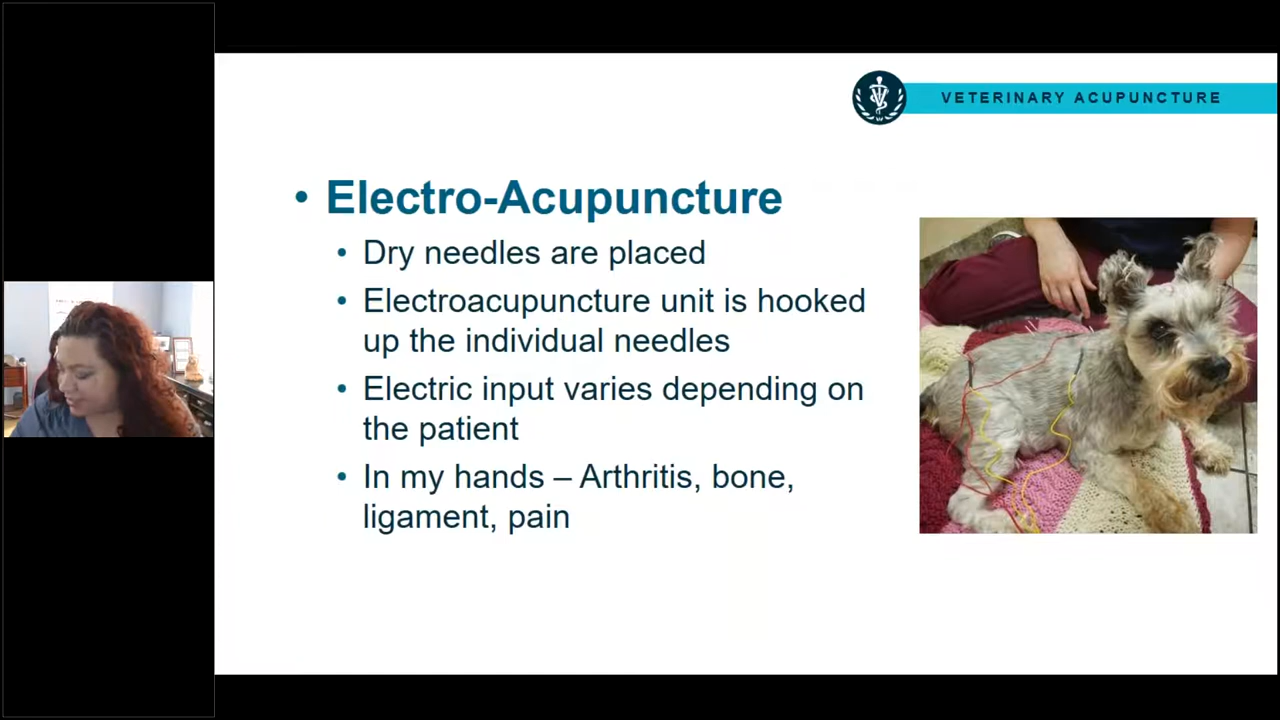 VETERINARY ACUPUNCTURE
• Electro-Acupuncture
• Dry needles are placed
• Electroacupuncture unit is hooked
up the individual needles
• Electric input varies depending on
the patient
• In my hands – Arthritis, bone,
ligament, pain